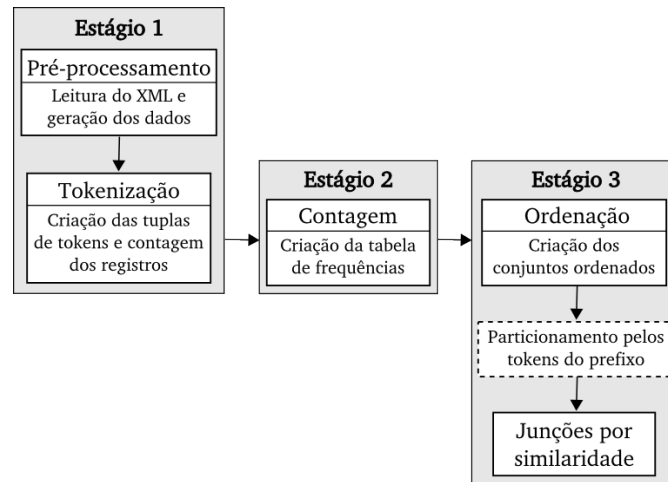 Estágio 1
Pré-processamento
Leitura do XML e
geração dos dados
Tokenização
Criação das tuplas
de tokens e contagem
dos registros
Estágio 2
Contagem
Criação da tabela
de frequências
Estágio 3
Ordenação
Criação dos
conjuntos ordenados
Particionamento pelos
tokens do prefixo
Junções por
similaridade